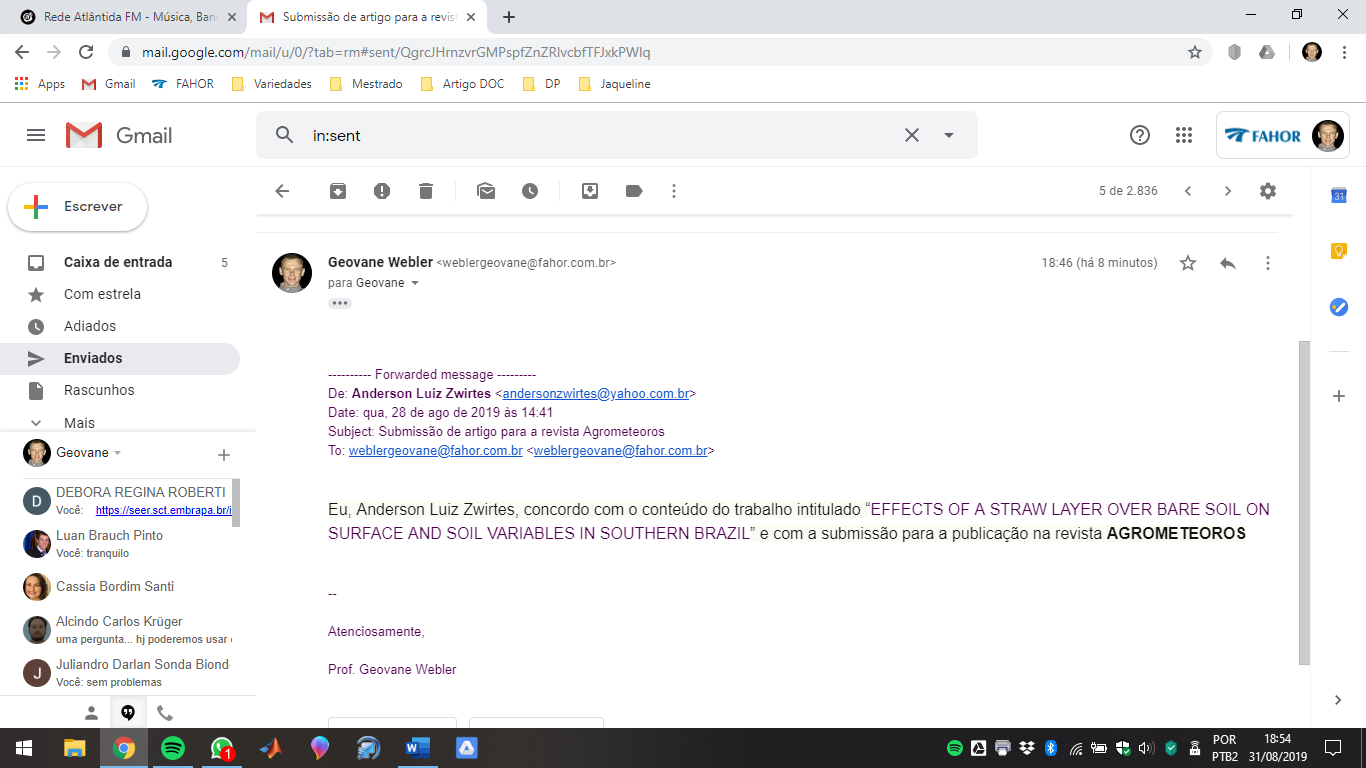 Rede Atlântida FM - Música, Ban
Submissão de artigo para a revist
mail.google.com/mail/u/0/?tab=rm#sent/QgrcJHrnzvrGMPspfZnZRlvcbfTFJxkPWlq
Apps
Gmail
FAHOR
Variedades
Mestrado
Artigo DOC
DP
Jaqueline
Gmail
in:sent
FAHOR
Escrever
5 de 2.836
31
Caixa de entrada 5
Com estrela
Adiados
Enviados
Rascunhos
Mais
Geovane
DEBORA REGINA ROBERTI
Você: https://seer.sct.embrapa.br/i
Luan Brauch Pinto
Você: tranquilo
Cassia Bordim Santi
Alcindo Carlos Krüger
uma pergunta... hj poderemos usar
Juliandro Darlan Sonda Biond
Você: sem problemas
D
J
Geovane Webler <weblergeovane@fahor.com.br>
18:46 (há 8 minutos)
para Geovane
---------- Forwarded message ---------
De: Anderson Luiz Zwirtes <andersonzwirtes@yahoo.com.br>
Date: qua, 28 de ago de 2019 às 14:41
Subject: Submissão de artigo para a revista Agrometeoros
To: weblergeovane@fahor.com.br <weblergeovane@fahor.com.br>
Eu, Anderson Luiz Zwirtes, concordo com o conteúdo do trabalho intitulado “EFFECTS OF A STRAW LAYER OVER BARE SOIL ON
SURFACE AND SOIL VARIABLES IN SOUTHERN BRAZIL” e com a submissão para a publicação na revista AGROMETEOROS
--
Atenciosamente,
Prof. Geovane Webler
1
POR
PTB2
18:54
31/08/2019